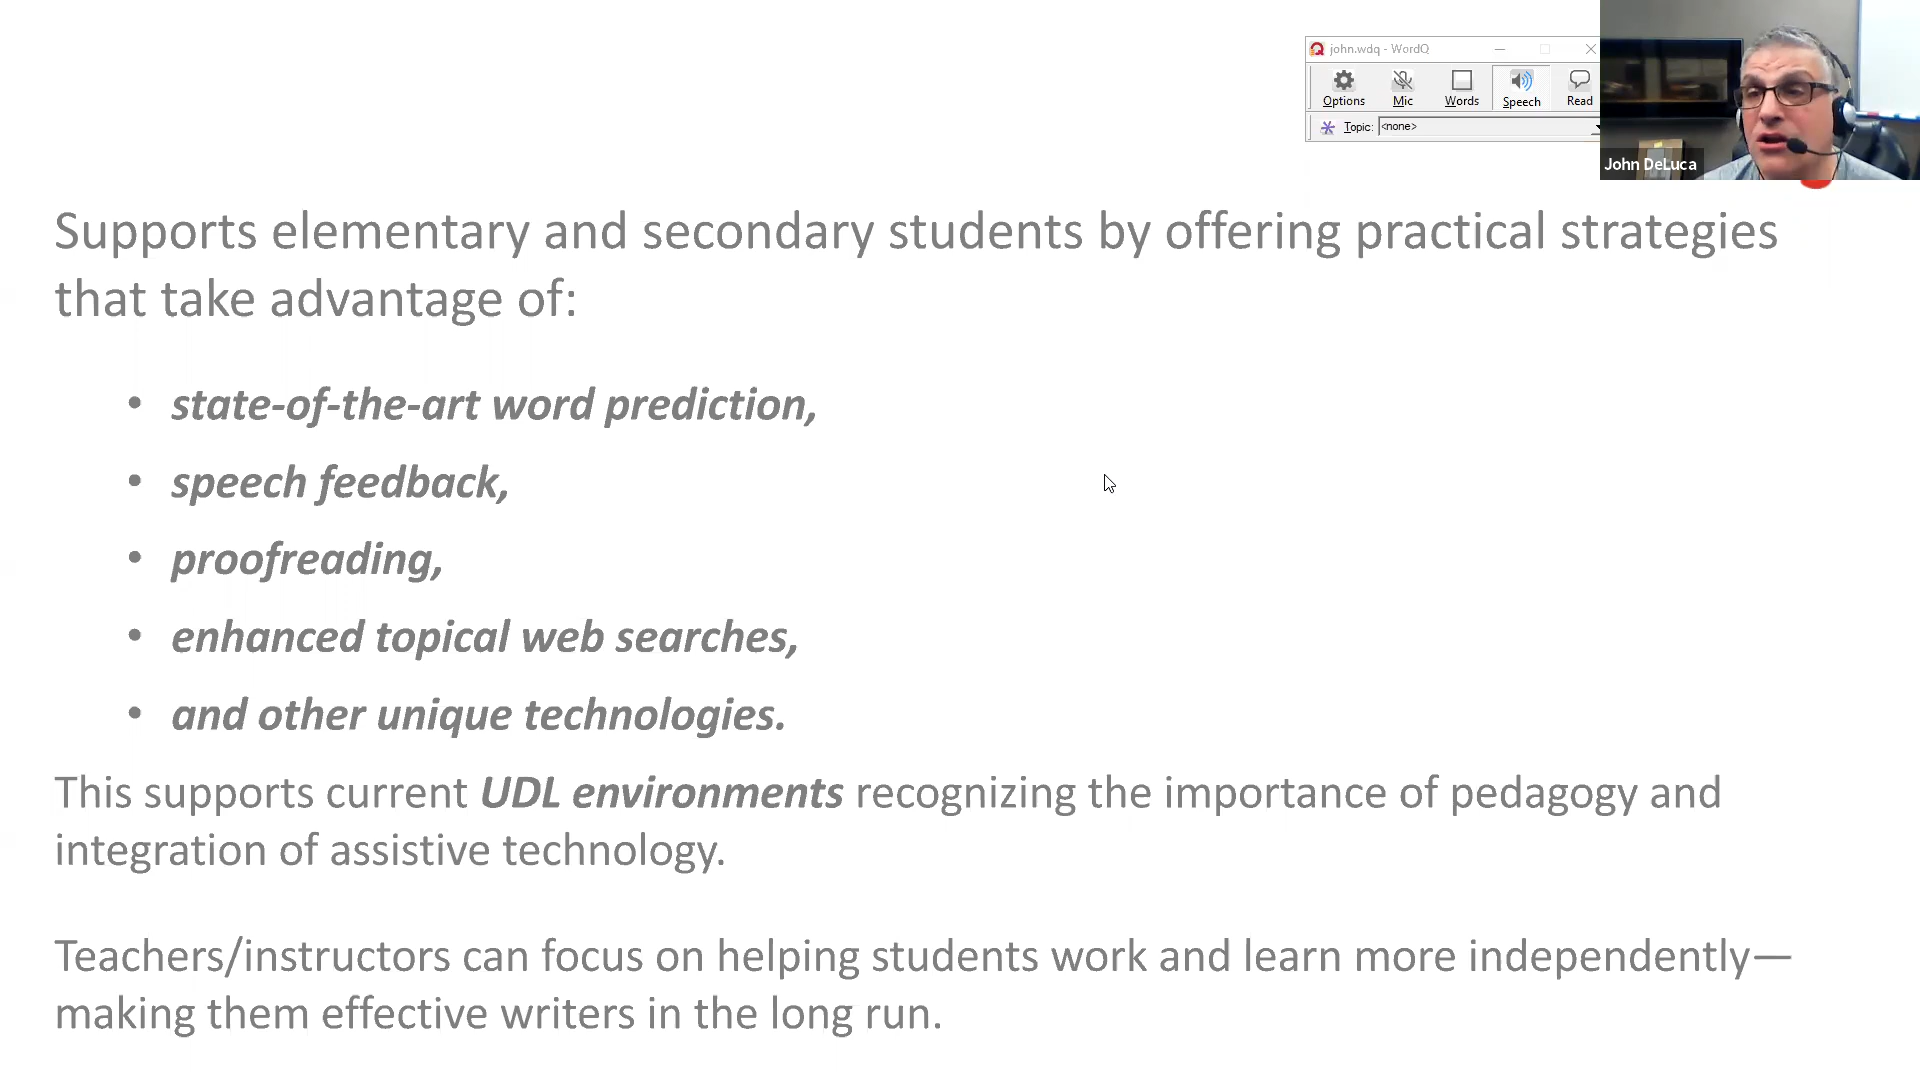 john.wdq - WordQ
Options Mic Words Speech Read
Topic: <none>
John DeLuca
Supports elementary and secondary students by offering practical strategies
that take advantage of:
• state-of-the-art word prediction,
• speech feedback,
• proofreading,
• enhanced topical web searches,
• and other unique technologies.
This supports current UDL environments recognizing the importance of pedagogy and
integration of assistive technology.
Teachers/instructors can focus on helping students work and learn more independently—
making them effective writers in the long run.